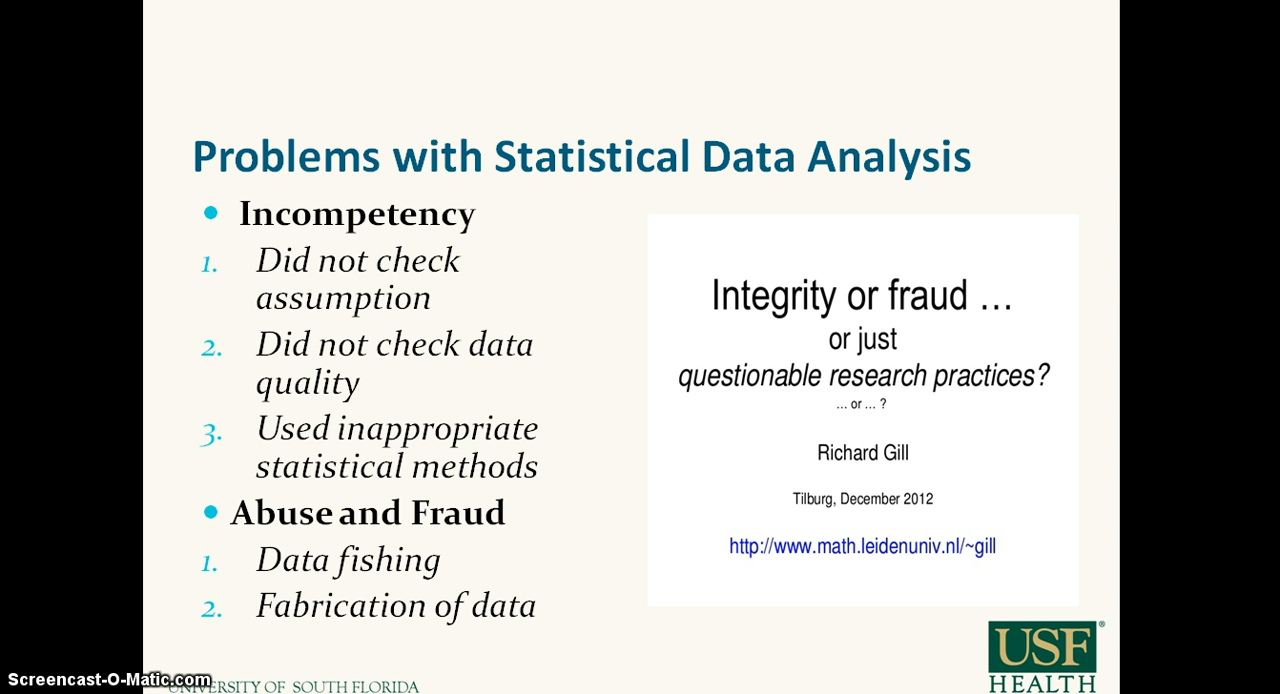 Problems with Statistical Data Analysis
Incompetency
1. Did not check
assumption
2. Did not check data
quality
3. Used inappropriate
statistical methods
Abuse and Fraud
1. Data fishing
2. Fabrication of data
Integrity or fraud …
or just
questionable research practices?
... or ... ?
Richard Gill
Tilburg, December 2012
http://www.math.leidenuniv.nl/~gill
USF®
HEALTH
Screencast-O-Matic.com
UNIVERSITY OF SOUTH FLORIDA